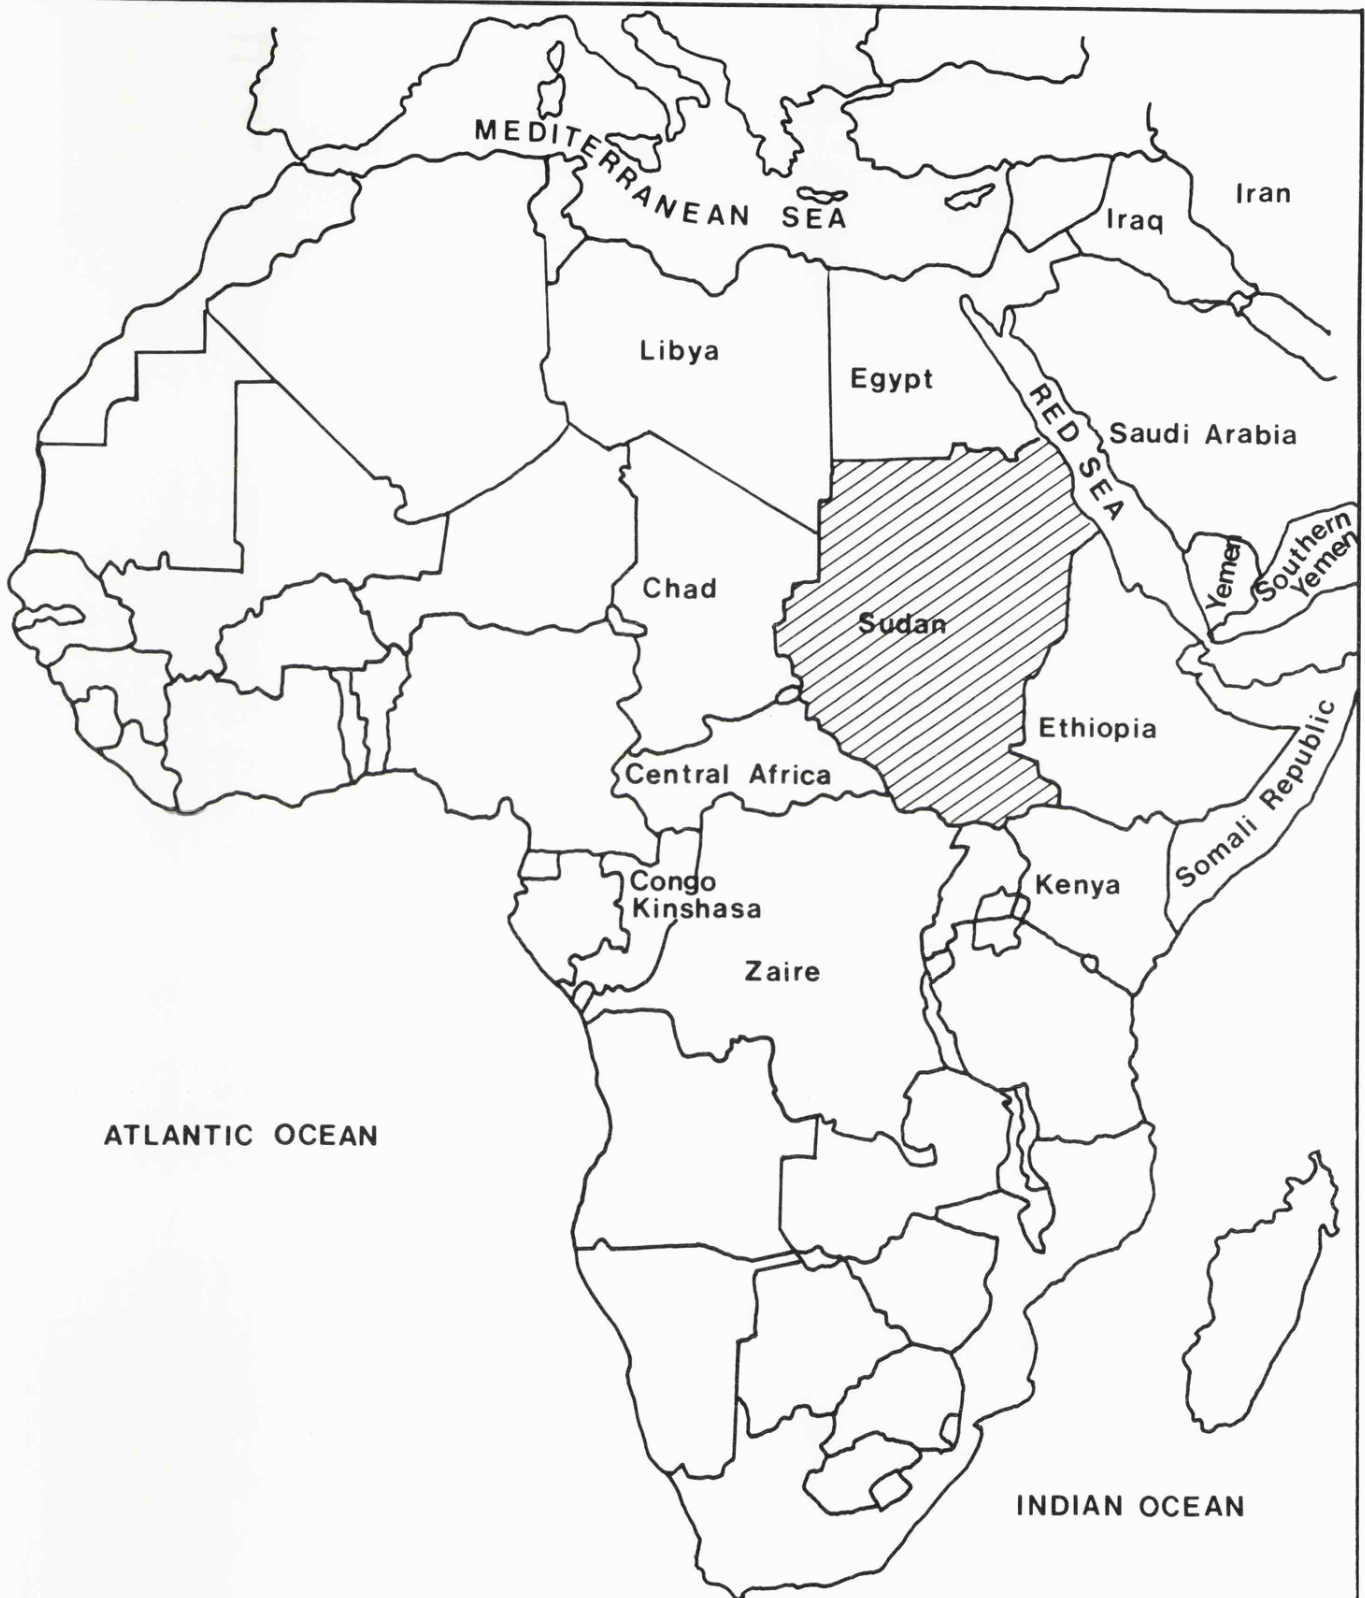 MEDITERRANEAN SEA
Iran
Iraq
Libya
Egypt
RED SEA
Saudi Arabia
Southern
Yemen
Yemen
Chad
Sudan
Ethiopia
Somali Republic
Central Africa
Congo
Kinshasa
Kenya
Zaire
ATLANTIC OCEAN
INDIAN OCEAN